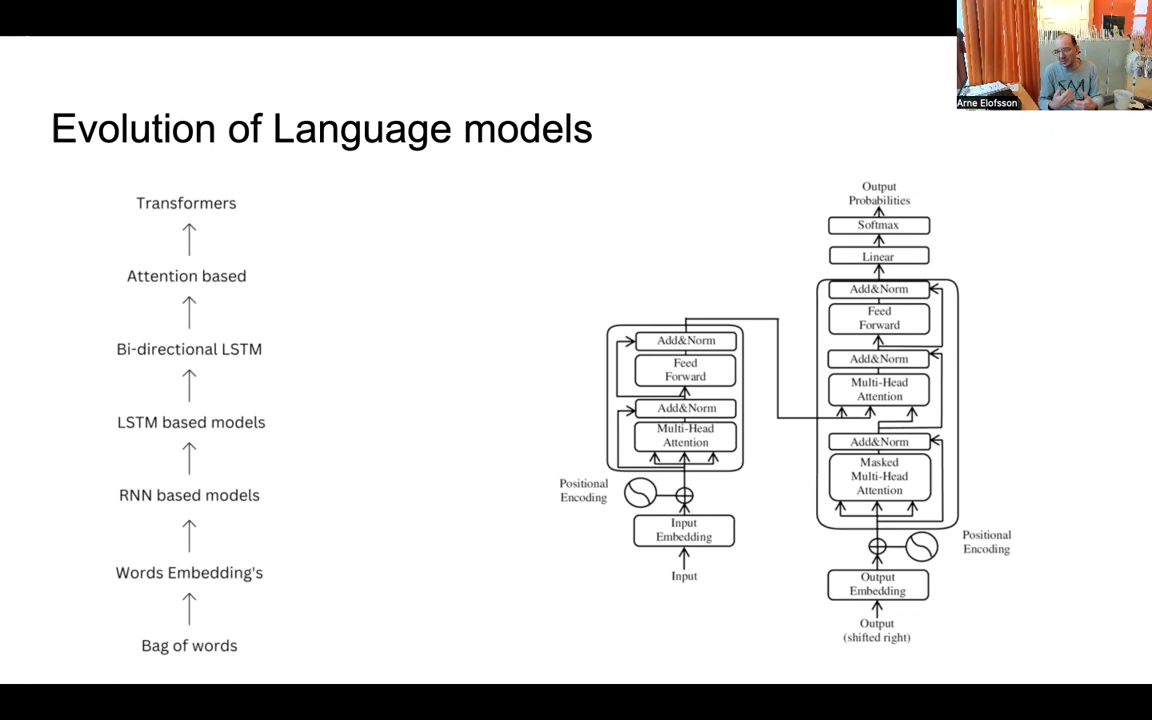 Arne Elofsson
Evolution of Language models
Transformers
Attention based
Bi-directional LSTM
LSTM based models
RNN based models
Words Embedding's
Bag of words
Add&Norm
Feed
Forward
Add&Norm
Multi-Head
Attention
Positional
Encoding
Input
Embedding
Input
Output
Probabilities
Softmax
Linear
Add&Norm
Feed
Forward
Add&Norm
Multi-Head
Attention
Add&Norm
Masked
Multi-Head
Attention
Positional
Encoding
Output
Embedding
Output
(shifted right)